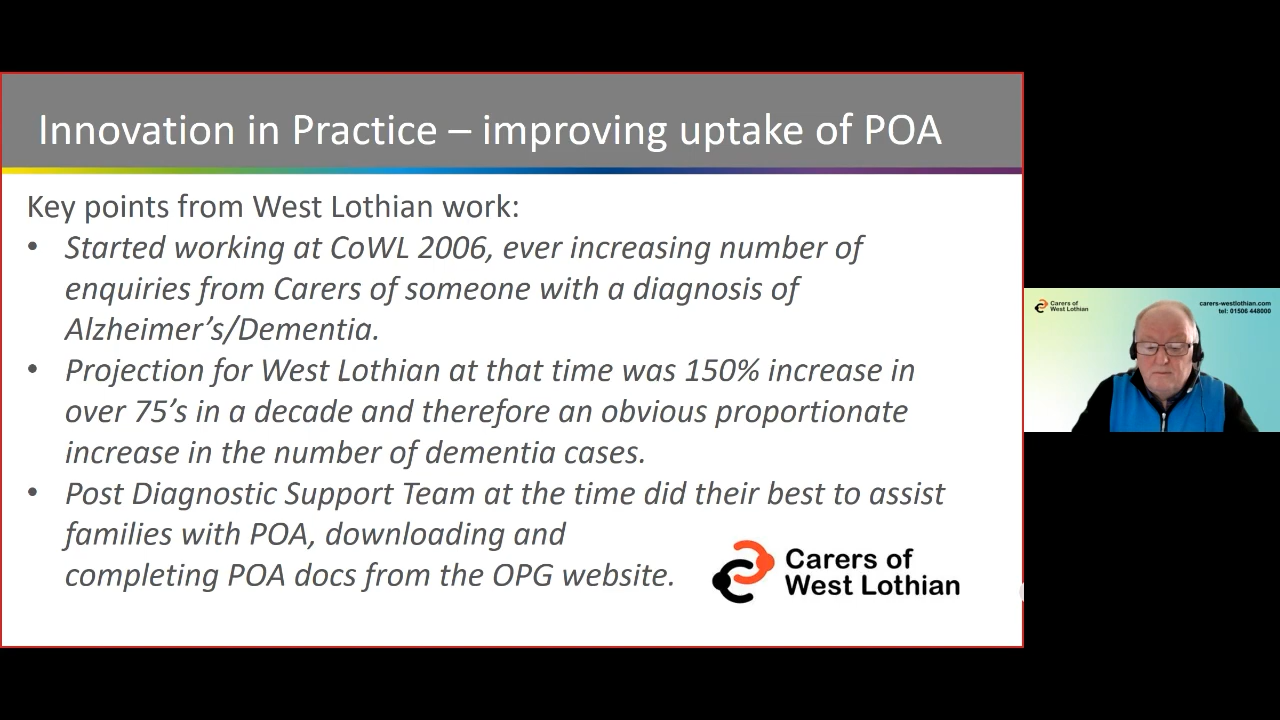 Innovation in Practice – improving uptake of POA
Key points from West Lothian work:
• Started working at CoWL 2006, ever increasing number of
enquiries from Carers of someone with a diagnosis of
Alzheimer’s/Dementia.
• Projection for West Lothian at that time was 150% increase in
over 75’s in a decade and therefore an obvious proportionate
increase in the number of dementia cases.
• Post Diagnostic Support Team at the time did their best to assist
families with POA, downloading and
completing POA docs from the OPG website.
Carers of
West Lothian
Carers of
West Lothian
carers-westlothian.com
tel: 01506 448000